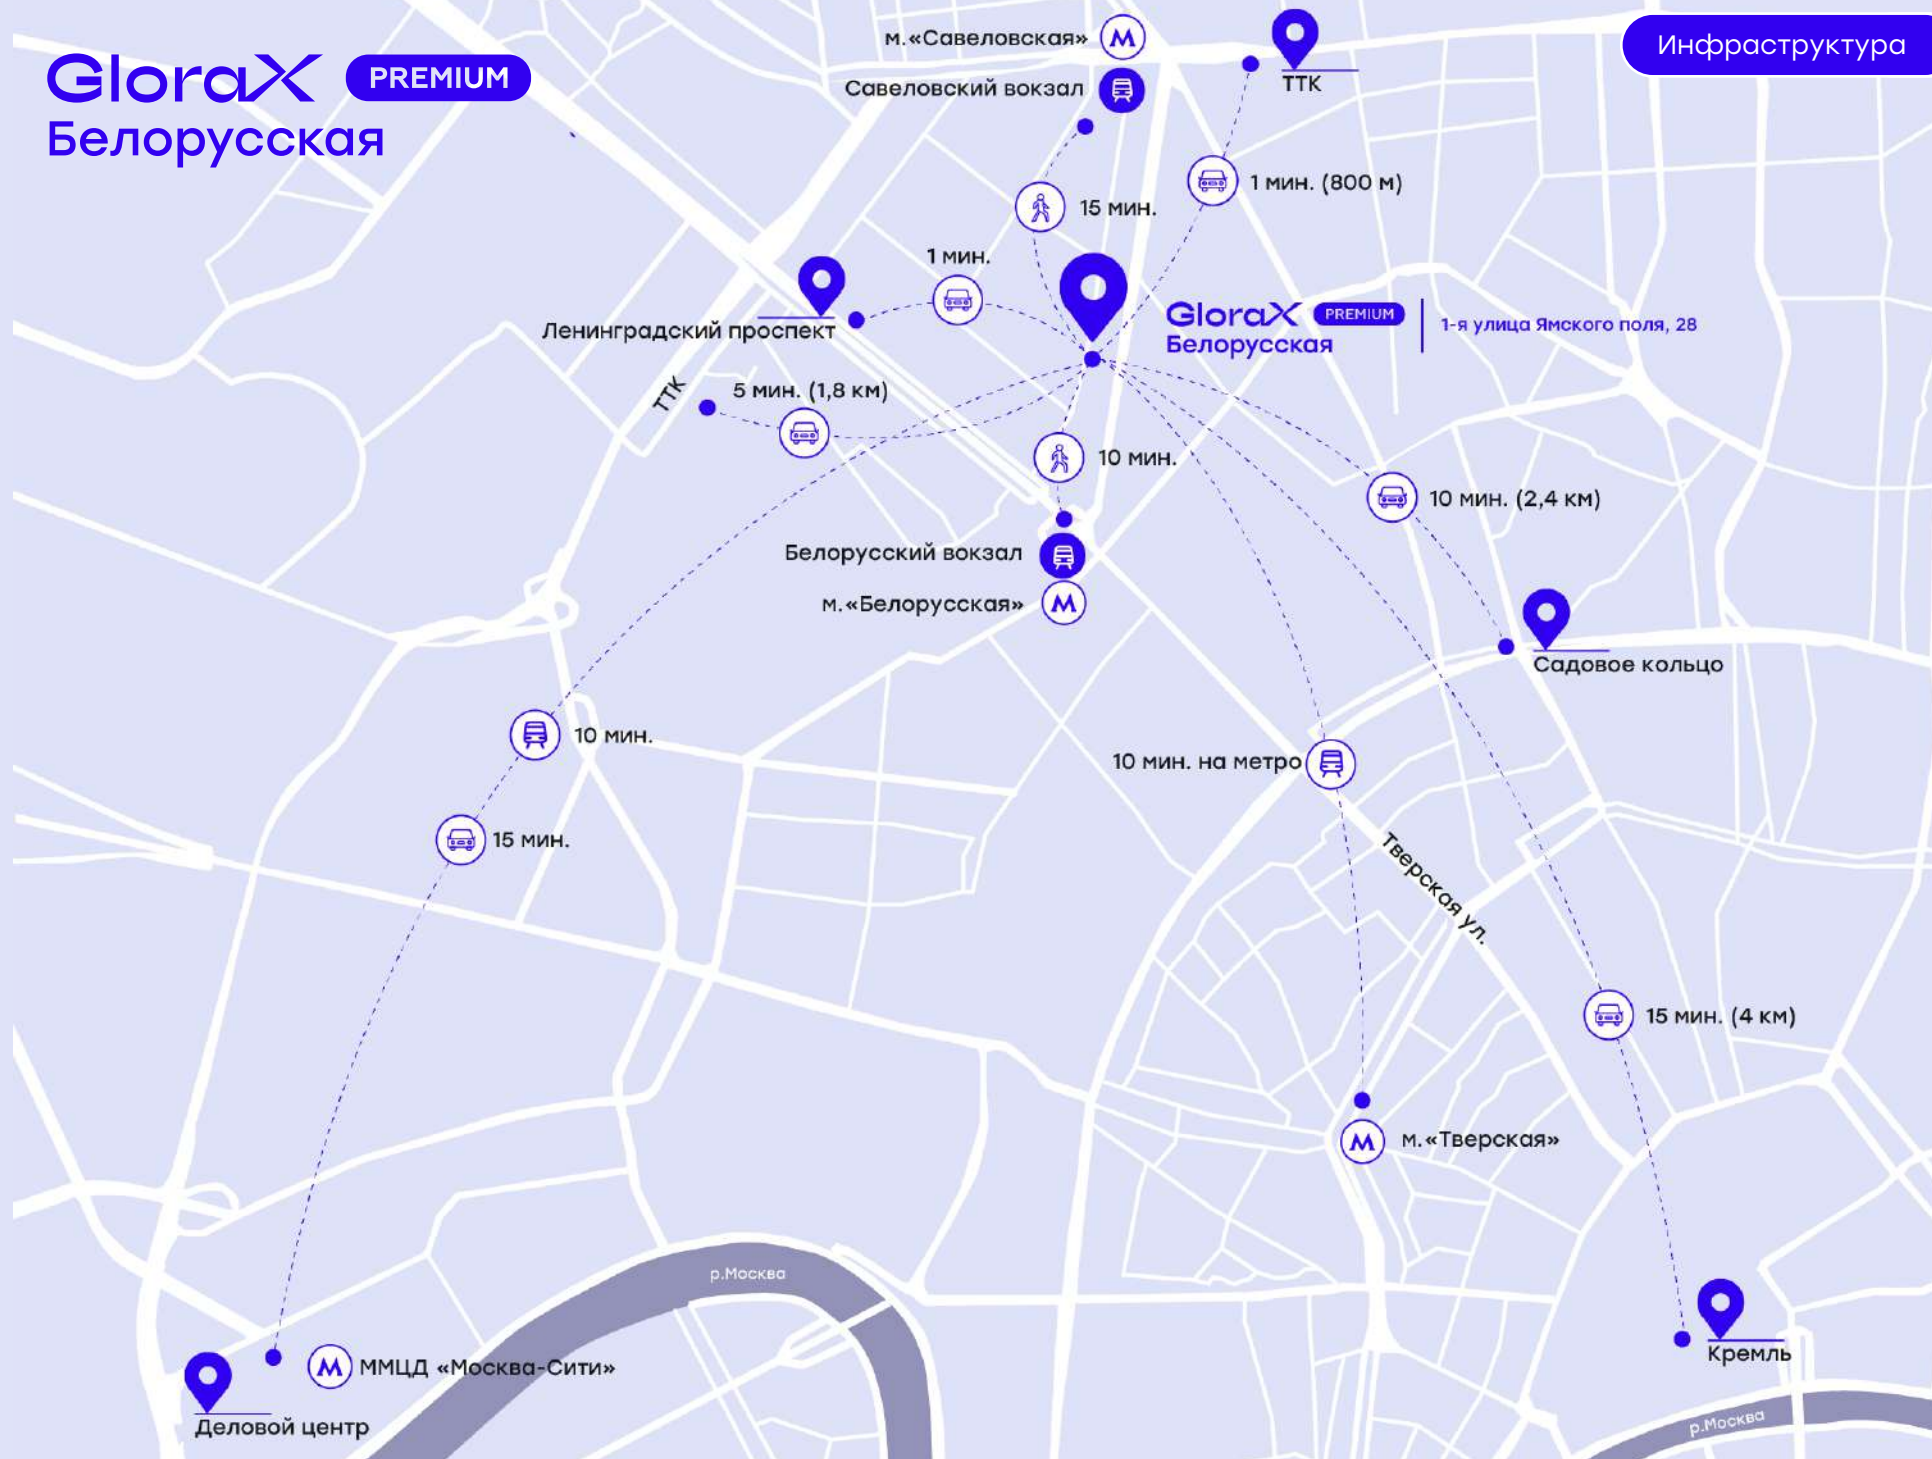 GloraX PREMIUM
Белорусская
Инфраструктура
м.«Савеловская» М
Савеловский вокзал
ТТК
1 мин. (800 м)
15 мин.
1 мин.
Ленинградский проспект
GloraX PREMIUM
Белорусская
1-я улица Ямского поля, 28
ТТК
5 мин. (1,8 км)
10 мин.
10 мин. (2,4 км)
Белорусский вокзал
м.«Белорусская» М
Садовое кольцо
10 мин.
10 мин. на метро
15 мин.
Тверская ул.
15 мин. (4 км)
М м.«Тверская»
р.Москва
Кремль
М ММЦД «Москва-Сити»
Деловой центр
р.Москва